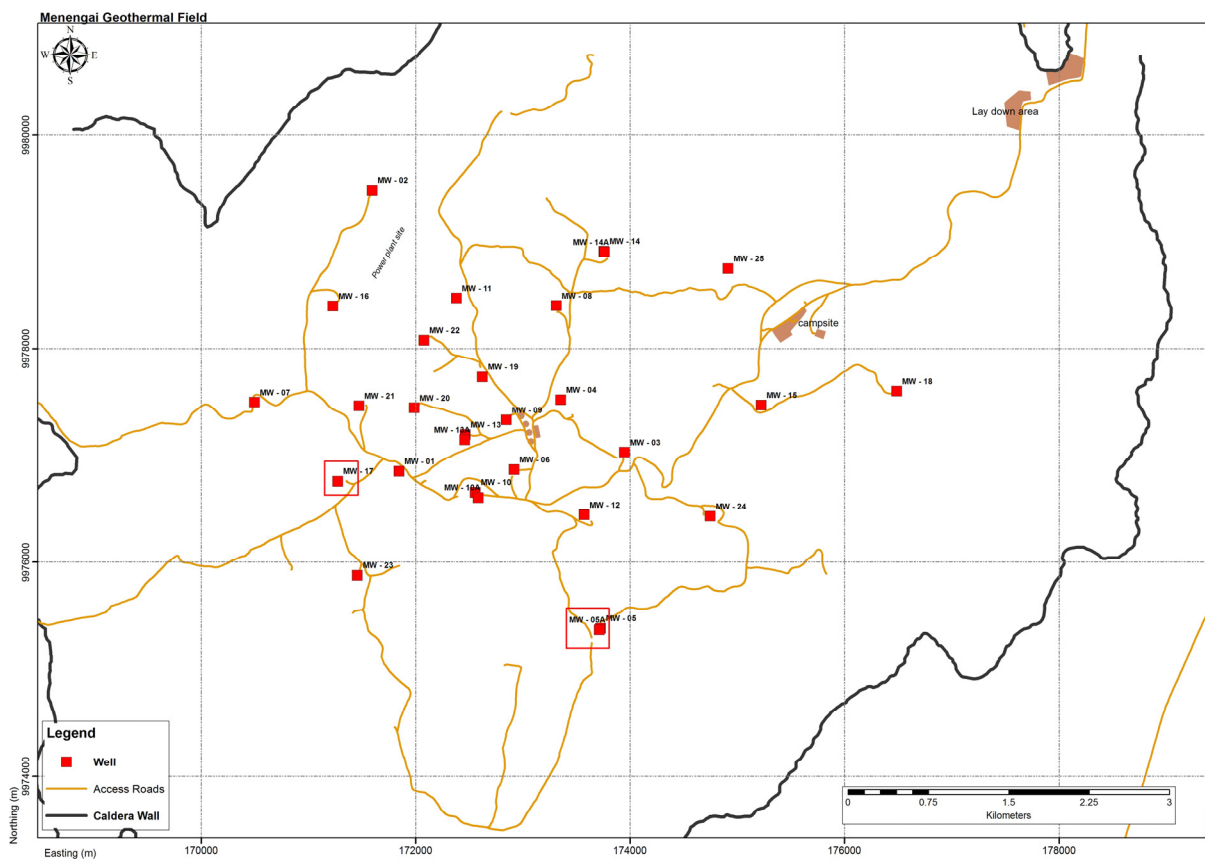 Menengai Geothermal Field
N
W E
S
9980000
Lay down area
MW - 02
Power plant site
MW - 14A MW - 14
MW - 25
MW - 16
MW - 11
MW - 08
campsite
MW - 22
9978000
MW - 19
MW - 18
MW - 07
MW - 21
MW - 20
MW - 04
MW - 15
MW - 09
MW - 13A MW - 13
MW - 03
MW - 17
MW - 01
MW - 06
MW - 10A MW - 10
MW - 12
MW - 24
9976000
MW - 23
MW - 05A MW - 05
Legend
Well
Access Roads
Caldera Wall
9974000
0 0.75 1.5 2.25 3
Kilometers
Northing (m)
Easting (m)
170000 172000 174000 176000 178000